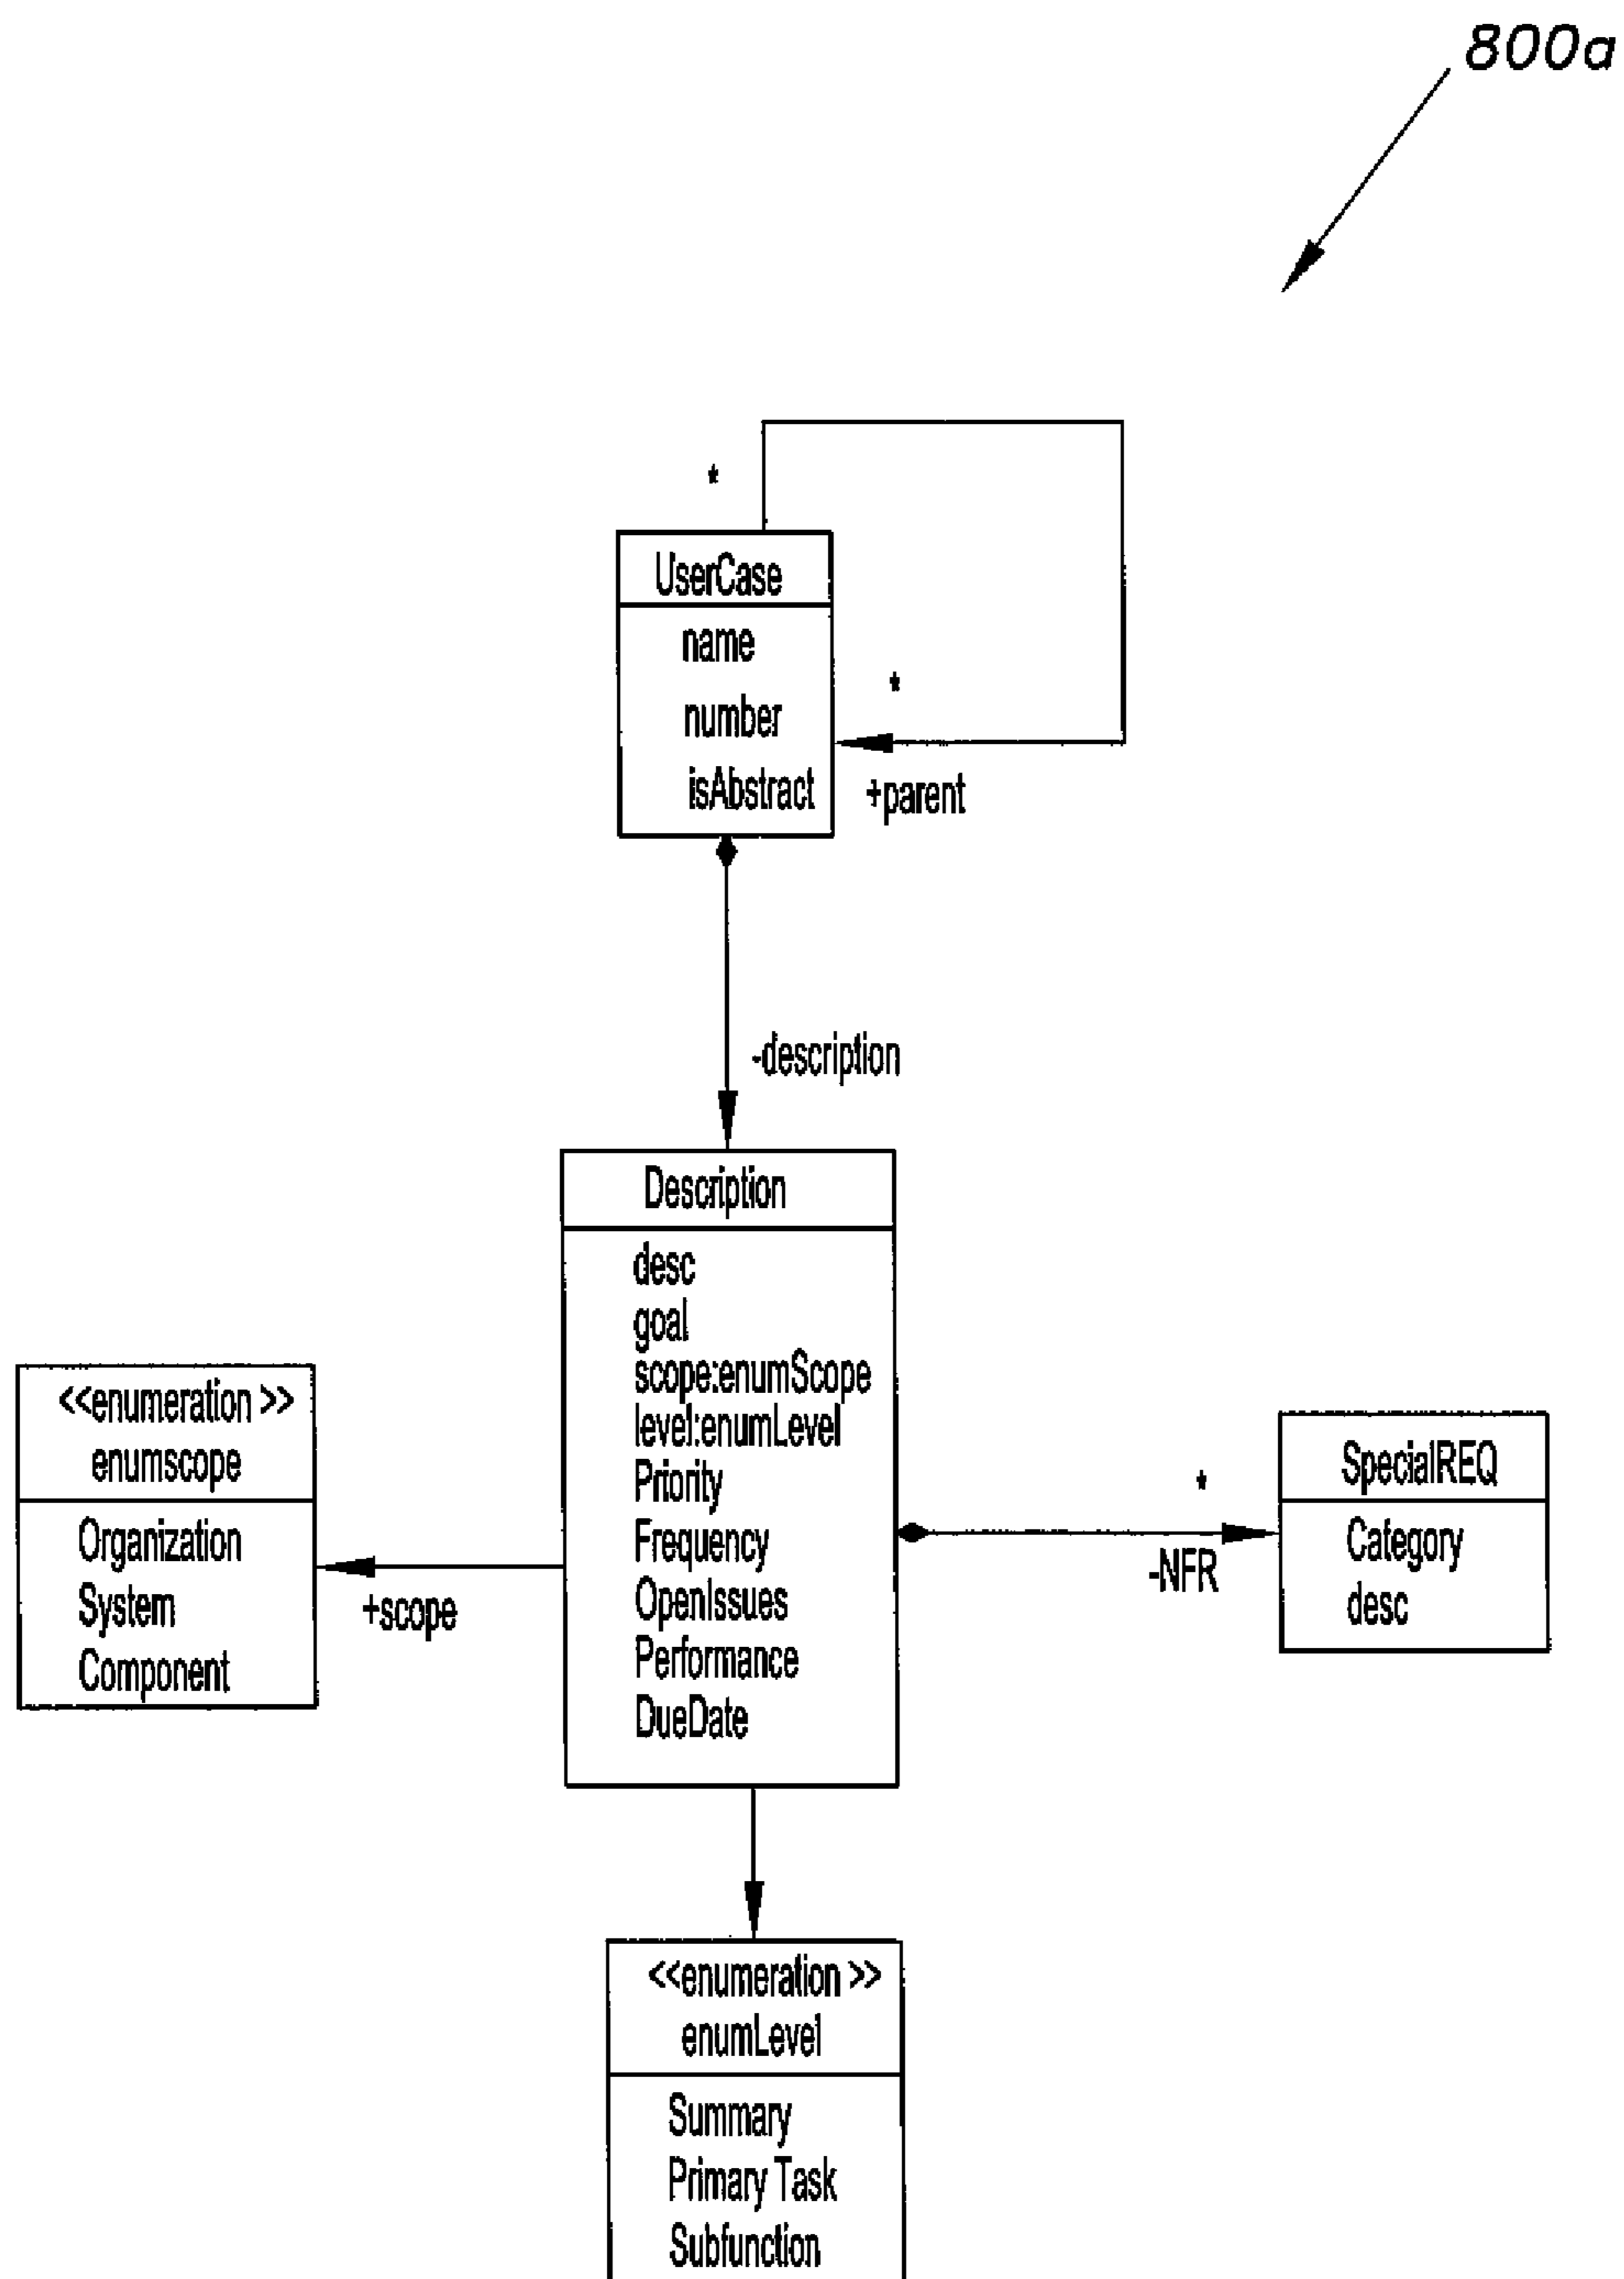 800a
*
UserCase
name
*
number
isAbstract
+parent
-description
Description
desc
goal
scope:enumScope
level:enumLevel
Priority
Frequency
OpenIssues
Performance
DueDate
<<enumeration >>
enumscope
Organization
System
Component
+scope
*
-NFR
SpecialREQ
Category
desc
<<enumeration >>
enumLevel
Summary
Primary Task
Subfunction